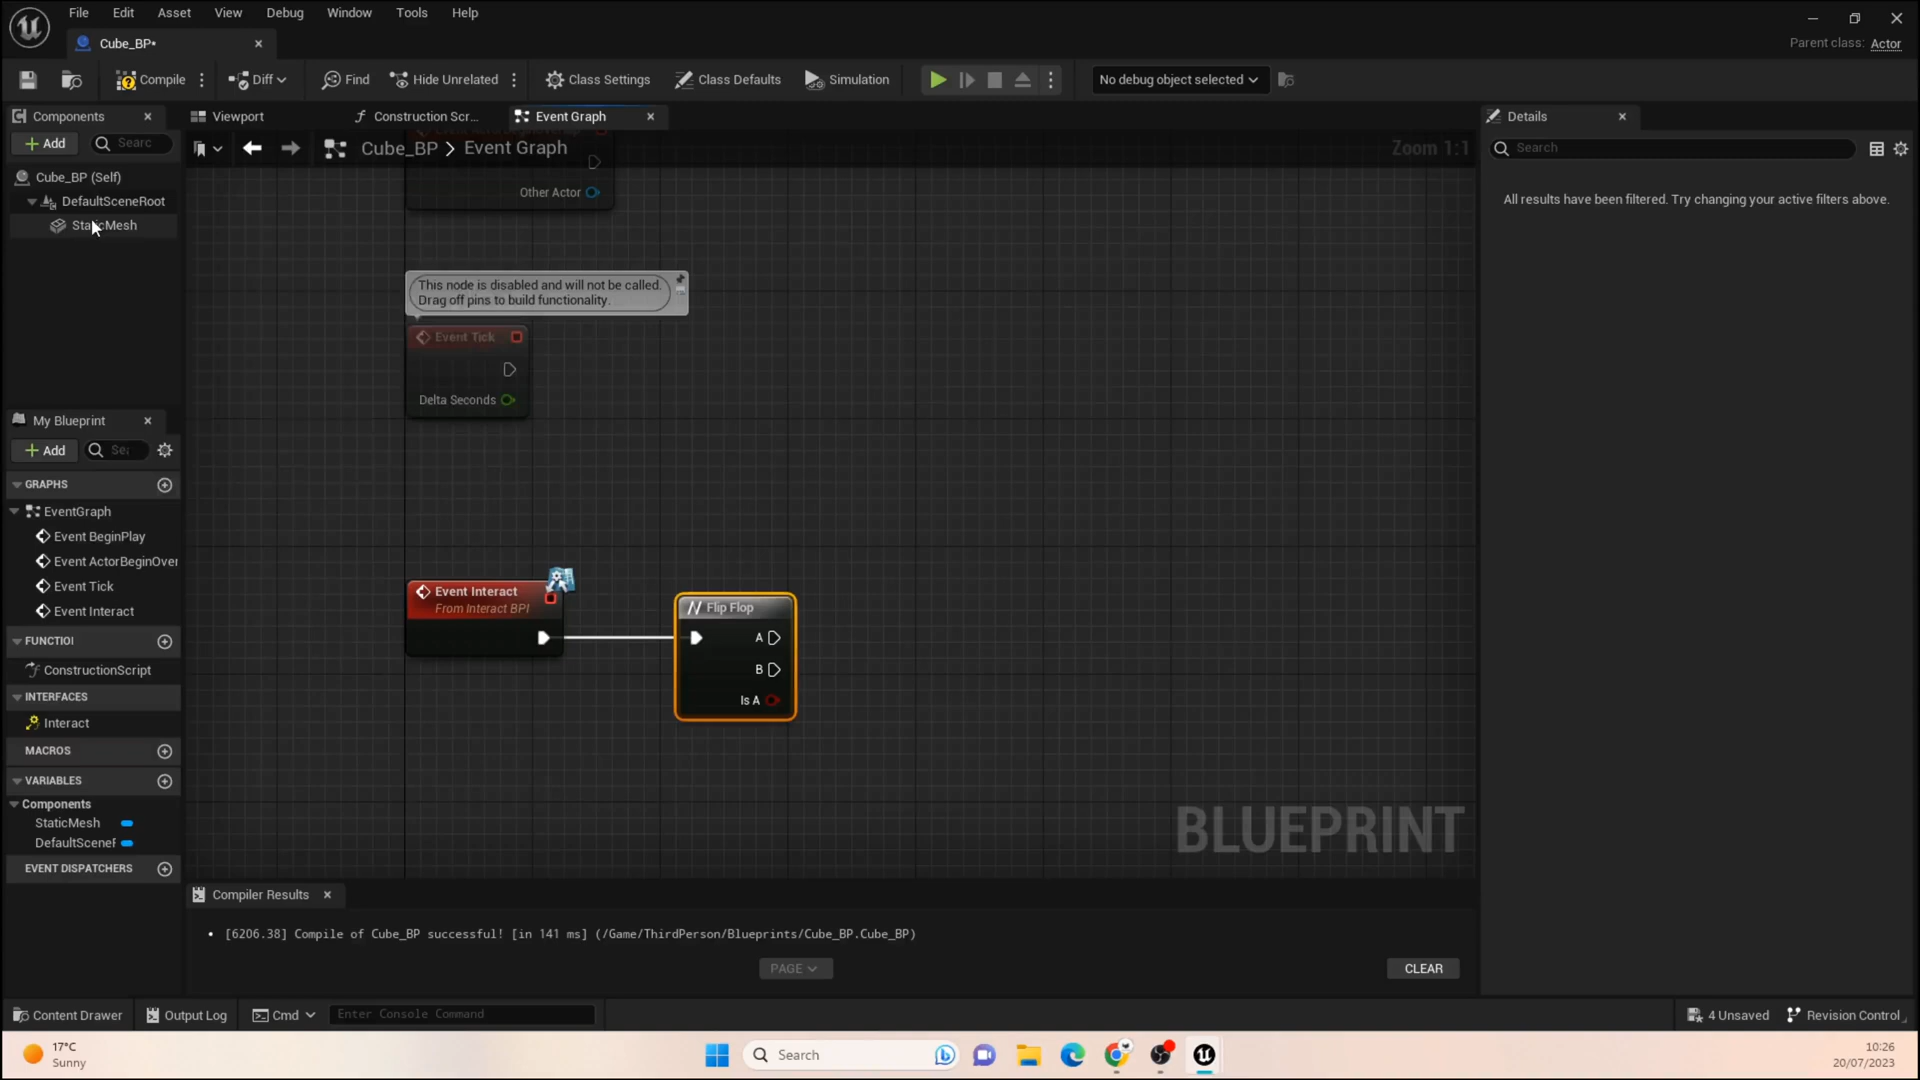 File Edit Asset View Debug Window Tools Help
Cube_BP•
Parent class: Actor
Compile Diff Find Hide Unrelated Class Settings Class Defaults Simulation No debug object selected
Components Viewport Construction Scr... Event Graph Details
Add Searc
Cube_BP > Event Graph Zoom 1:1
Search
Cube_BP (Self)
DefaultSceneRoot
Other Actor
All results have been filtered. Try changing your active filters above.
This node is disabled and will not be called.
Drag off pins to build functionality.
Event Tick
Delta Seconds
My Blueprint
Add
GRAPHS
EventGraph
Event BeginPlay
Event ActorBeginOver
Event Tick
Event Interact
FUNCTIOI
ConstructionScript
INTERFACES
Interact
MACROS
VARIABLES
Components
StaticMesh
DefaultSceneF
EVENT DISPATCHERS
Event Interact
From Interact BPI
Flip Flop
A
B
Is A
BLUEPRINT
Compiler Results
[6206.38] Compile of Cube_BP successful! [in 141 ms] (/Game/ThirdPerson/Blueprints/Cube_BP.Cube_BP)
PAGE CLEAR
Content Drawer Output Log Cmd Enter Console Command 4 Unsaved Revision Control
17°C
Sunny
Search
10:26
20/07/2023